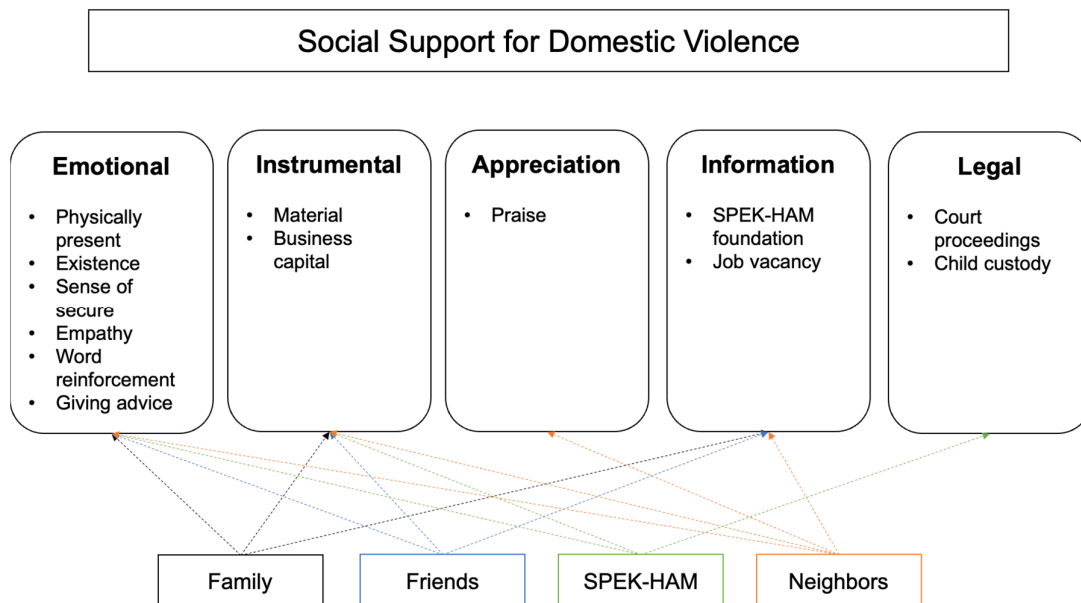 Social Support for Domestic Violence
Emotional
• Physically
present
• Existence
• Sense of
secure
• Empathy
• Word
reinforcement
• Giving advice
Instrumental
• Material
• Business
capital
Appreciation
• Praise
Information
• SPEK-HAM
foundation
• Job vacancy
Legal
• Court
proceedings
• Child custody
Family
Friends
SPEK-HAM
Neighbors